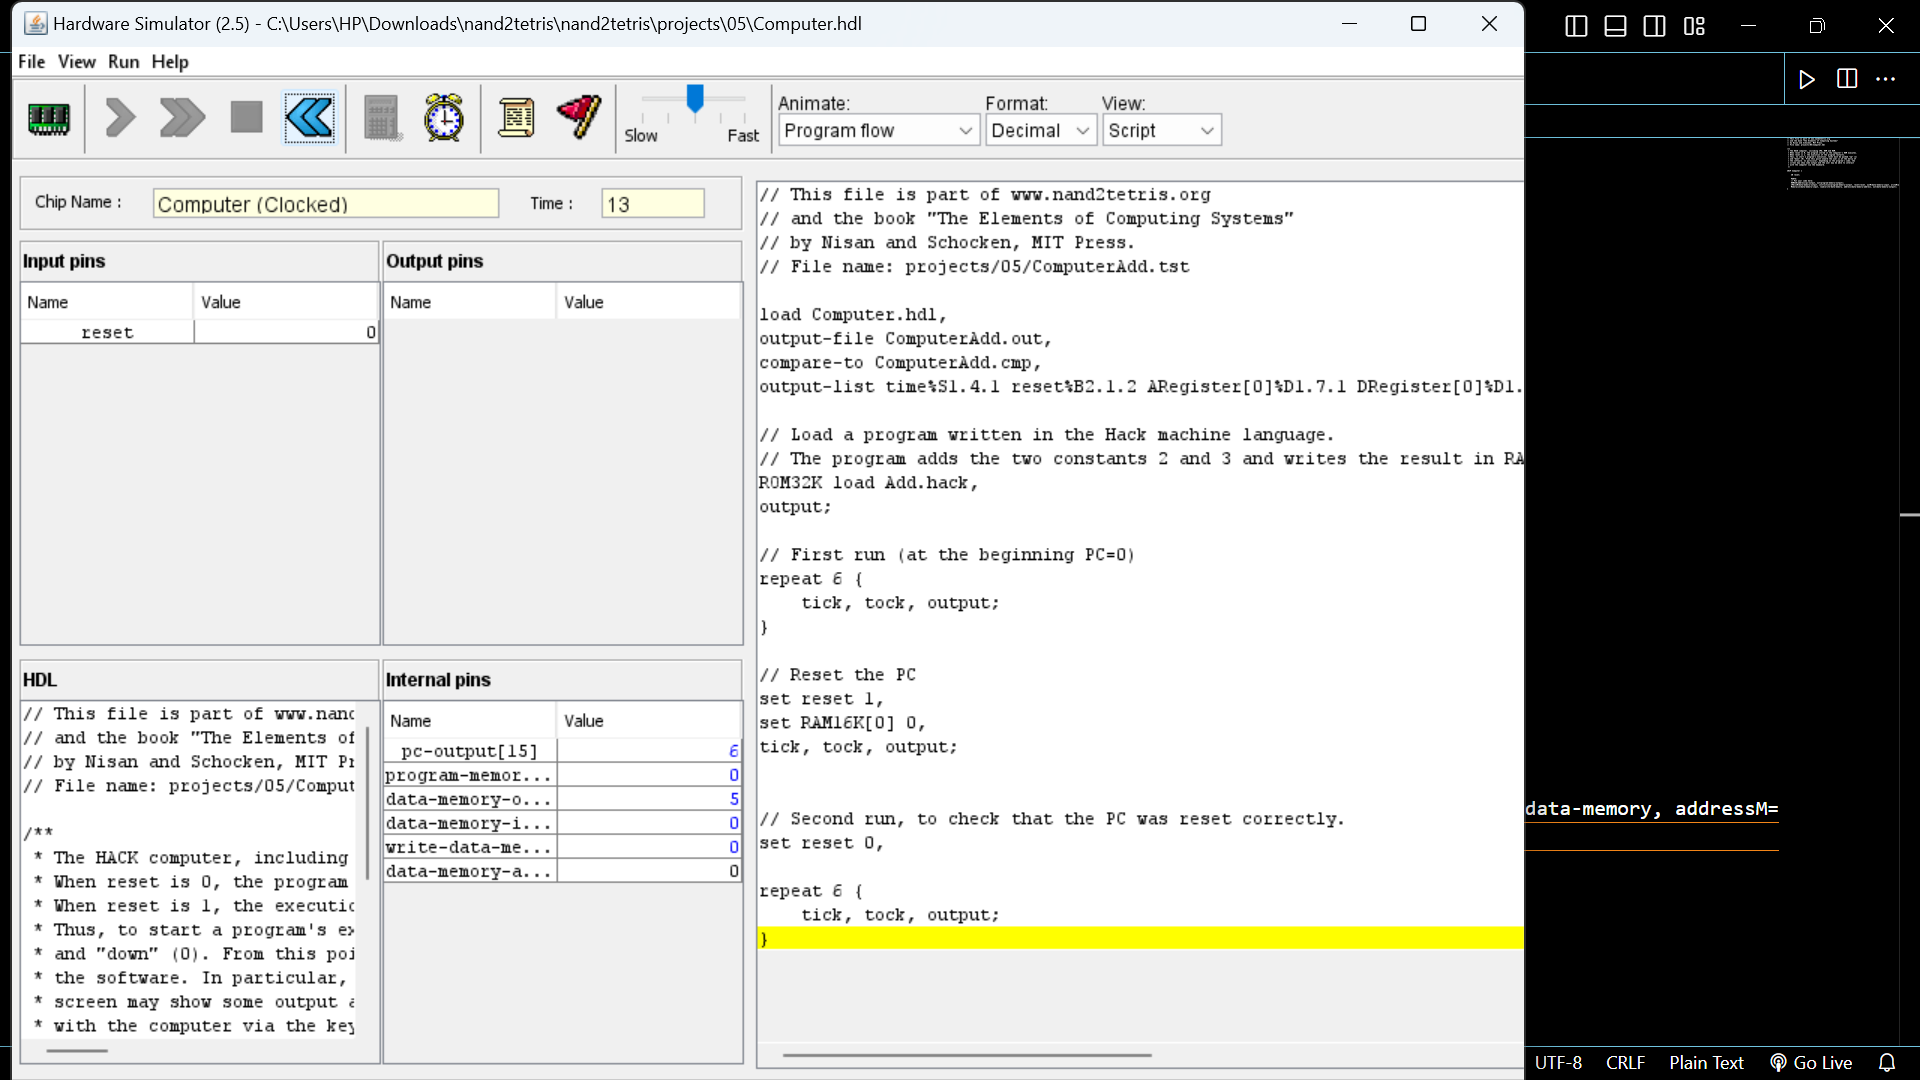 Hardware Simulator (2.5) - C:\Users\HP\Downloads\nand2tetris\nand2tetris\projects\05\Computer.hdl
File View Run Help
Slow Fast
Animate: Format: View:
Program flow Decimal Script
Chip Name : Computer (Clocked) Time : 13
Input pins
Name Value
reset 0
Output pins
Name Value
HDL
// This file is part of www.nanc
// and the book "The Elements of
// by Nisan and Schocken, MIT Pr
// File name: projects/05/Comput
/**
* The HACK computer, including
* When reset is 0, the program
* When reset is 1, the executic
* Thus, to start a program's ex
* and "down" (0). From this poi
* the software. In particular,
* screen may show some output a
* with the computer via the key
Internal pins
Name Value
pc-output[15] 6
program-memor... 0
data-memory-o... 5
data-memory-i... 0
write-data-me... 0
data-memory-a... 0
// This file is part of www.nand2tetris.org
// and the book "The Elements of Computing Systems"
// by Nisan and Schocken, MIT Press.
// File name: projects/05/ComputerAdd.tst
load Computer.hdl,
output-file ComputerAdd.out,
compare-to ComputerAdd.cmp,
output-list time%S1.4.1 reset%B2.1.2 ARegister[0]%D1.7.1 DRegister[0]%D1.
// Load a program written in the Hack machine language.
// The program adds the two constants 2 and 3 and writes the result in RA
ROM32K load Add.hack,
output;
// First run (at the beginning PC=0)
repeat 6 {
tick, tock, output;
}
// Reset the PC
set reset 1,
set RAM16K[0] 0,
tick, tock, output;
// Second run, to check that the PC was reset correctly.
set reset 0,
repeat 6 {
tick, tock, output;
}
data-memory, addressM=
UTF-8 CRLF Plain Text Go Live